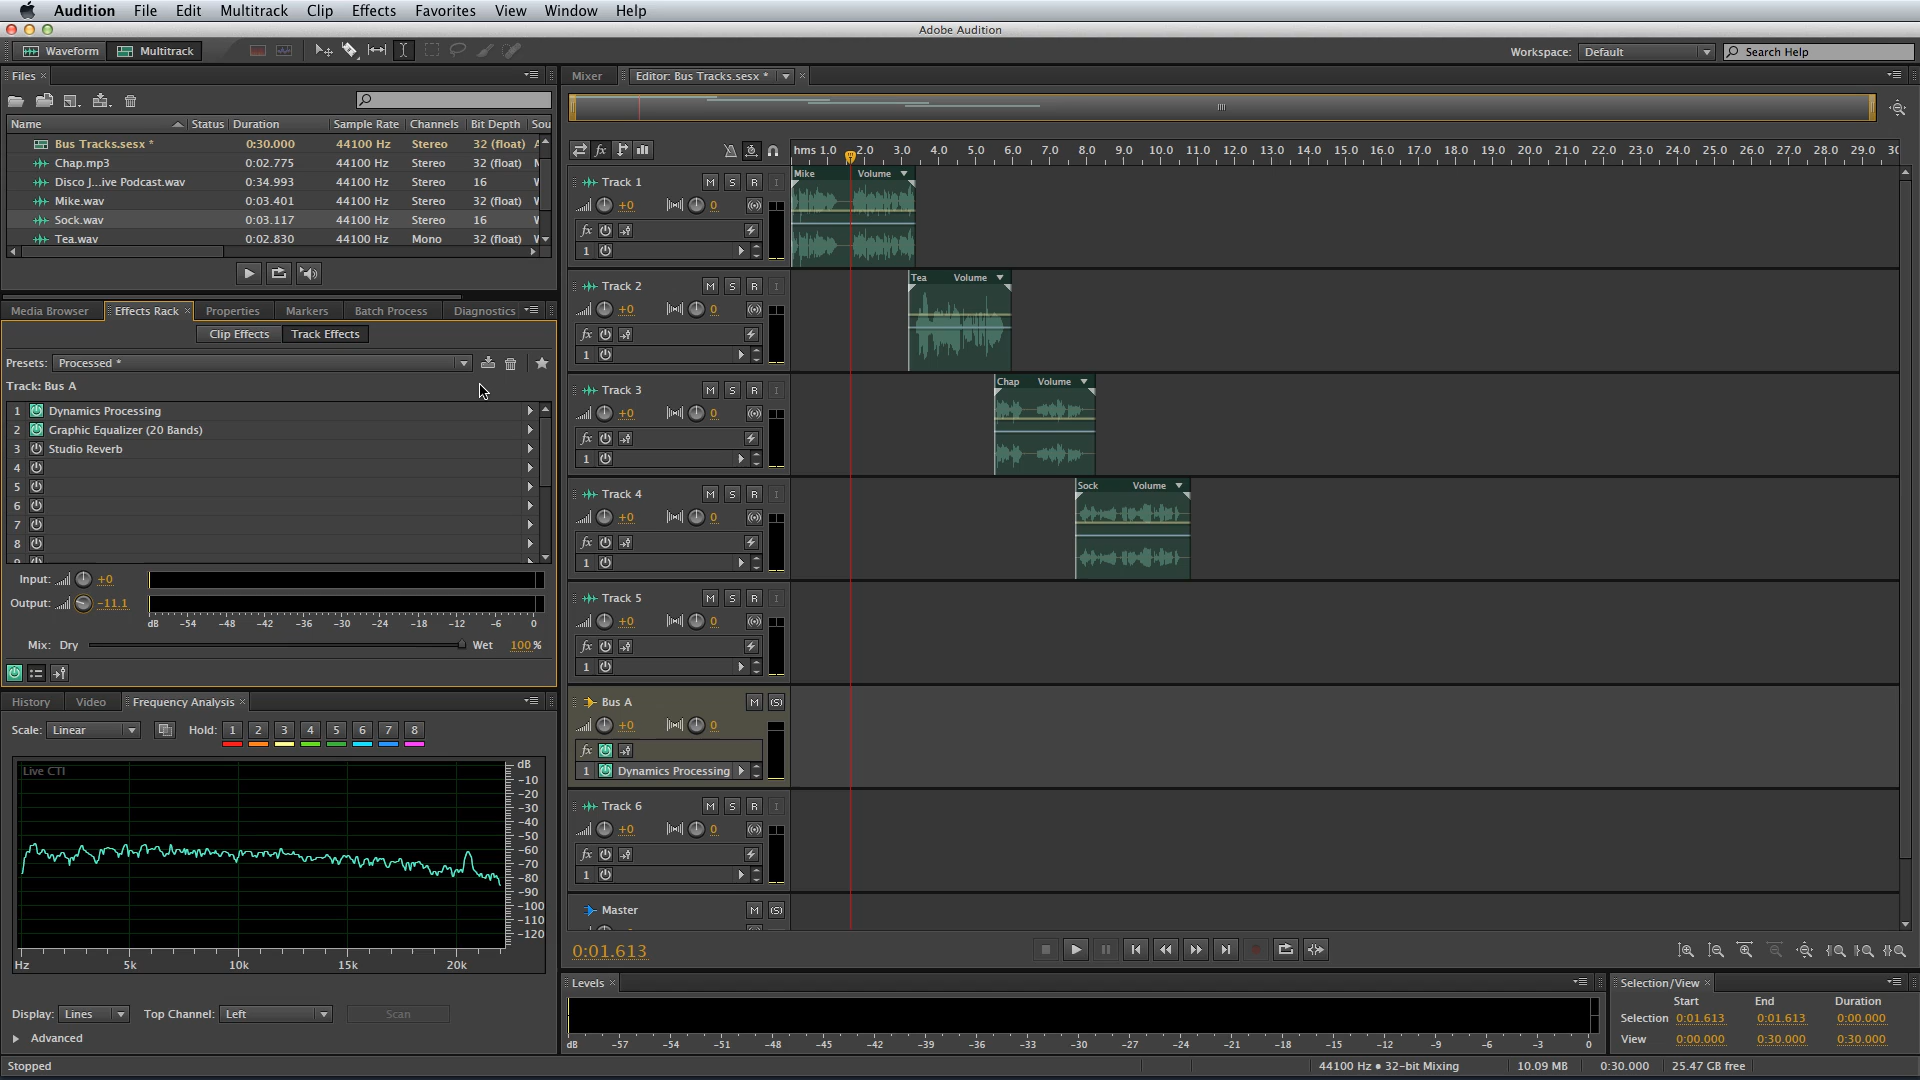 Audition File Edit Multitrack Clip Effects Favorites View Window Help
Adobe Audition
Waveform Multitrack Workspace: Default Search Help
Files × Mixer Editor: Bus Tracks.sesx * ×
Name Status Duration Sample Rate Channels Bit Depth Sou
Bus Tracks.sesx * 0:30.000 44100 Hz Stereo 32 (float)
Chap.mp3 0:02.775 44100 Hz Stereo 32 (float)
Disco J...ive Podcast.wav 0:34.993 44100 Hz Stereo 16
Mike.wav 0:03.401 44100 Hz Stereo 32 (float)
Sock.wav 0:03.117 44100 Hz Stereo 16
Tea.wav 0:02.830 44100 Hz Mono 32 (float)
Media Browser Effects Rack × Properties Markers Batch Process Diagnostics
Clip Effects Track Effects
Presets: Processed *
Track: Bus A
1 Dynamics Processing
2 Graphic Equalizer (20 Bands)
3 Studio Reverb
4
5
6
7
8
9
Input: +0
Output: -11.1
dB -54 -48 -42 -36 -30 -24 -18 -12 -6 0
Mix: Dry Wet 100 %
History Video Frequency Analysis ×
Scale: Linear Hold: 1 2 3 4 5 6 7 8
Live CTI
dB
-10
-20
-30
-40
-50
-60
-70
-80
-90
-100
-110
-120
Hz 5k 10k 15k 20k
Display: Lines Top Channel: Left Scan
Advanced
Stopped
fx hms 1.0 2.0 3.0 4.0 5.0 6.0 7.0 8.0 9.0 10.0 11.0 12.0 13.0 14.0 15.0 16.0 17.0 18.0 19.0 20.0 21.0 22.0 23.0 24.0 25.0 26.0 27.0 28.0 29.0 30
Track 1 M S R I Mike Volume
+0 0
fx
1
Track 2 M S R I Tea Volume
+0 0
fx
1
Track 3 M S R I Chap Volume
+0 0
fx
1
Track 4 M S R I Sock Volume
+0 0
fx
1
Track 5 M S R I
+0 0
fx
1
Bus A M (S)
+0 0
fx
1 Dynamics Processing
Track 6 M S R I
+0 0
fx
1
Master M (S)
0:01.613
Levels ×
dB -57 -54 -51 -48 -45 -42 -39 -36 -33 -30 -27 -24 -21 -18 -15 -12 -9 -6 -3 0
Selection/View ×
Start End Duration
Selection 0:01.613 0:01.613 0:00.000
View 0:00.000 0:30.000 0:30.000
44100 Hz • 32-bit Mixing 10.09 MB 0:30.000 25.47 GB free